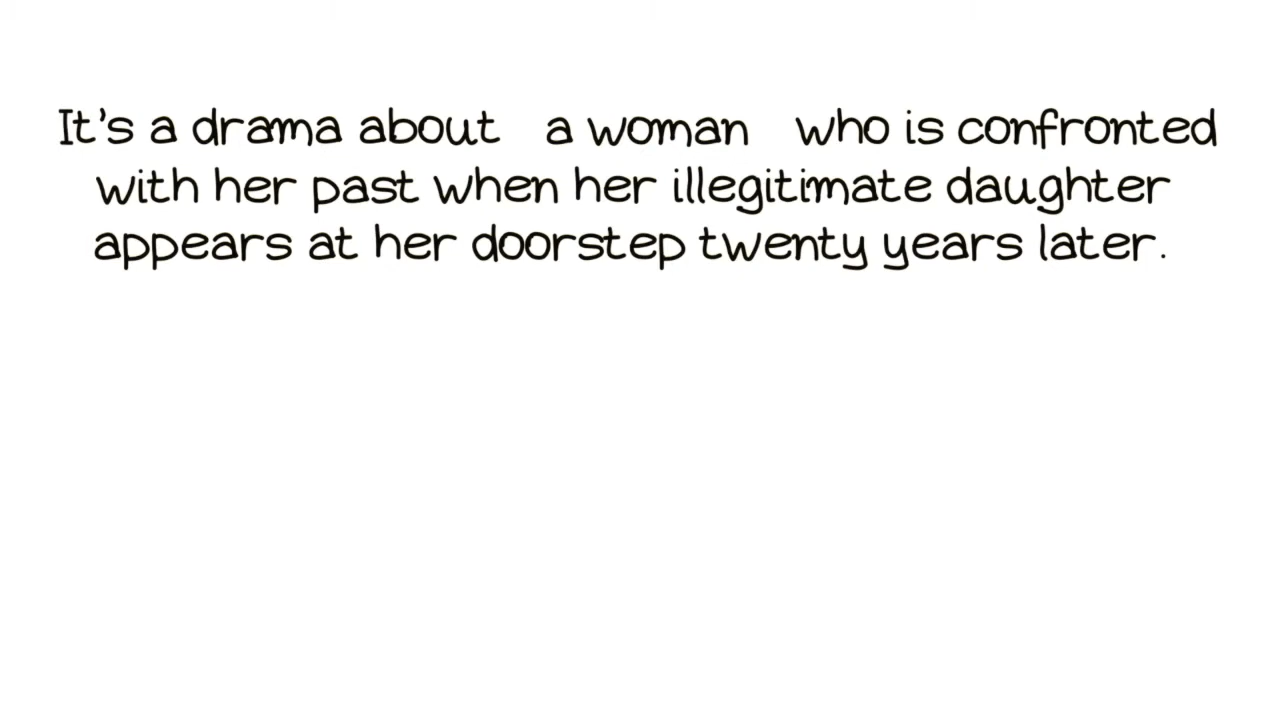 It's a drama about a woman who is confronted
with her past when her illegitimate daughter
appears at her doorstep twenty years later.